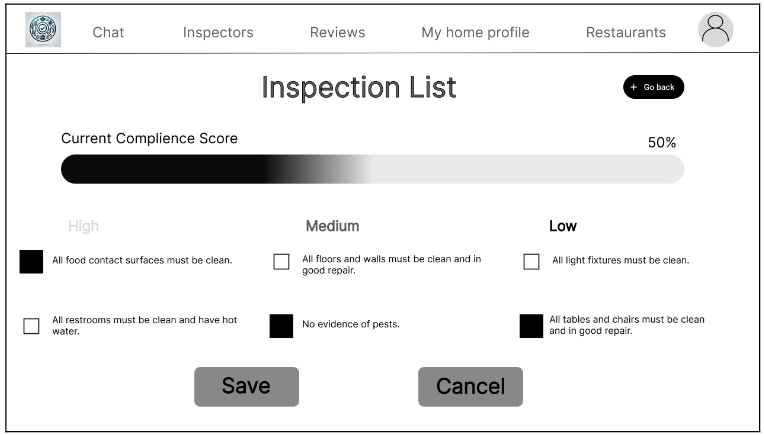 Chat Inspectors Reviews My home profile Restaurants
Inspection List
+ Go back
Current Complience Score
50%
High Medium Low
All food contact surfaces must be clean.
All floors and walls must be clean and in
good repair.
All light fixtures must be clean.
All restrooms must be clean and have hot
water.
No evidence of pests.
All tables and chairs must be clean
and in good repair.
Save Cancel